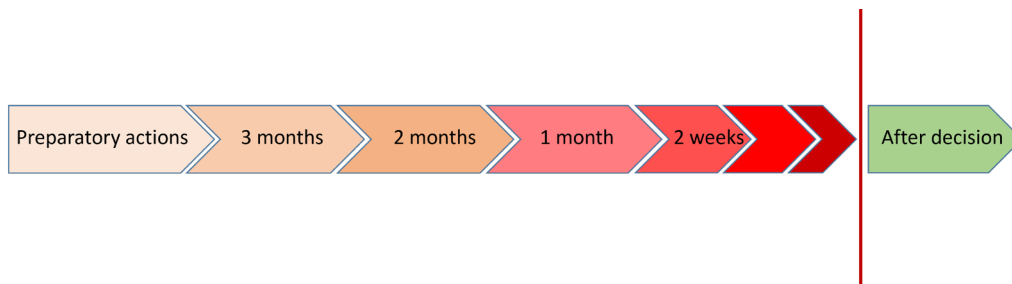 Preparatory actions
3 months
2 months
1 month
2 weeks
After decision